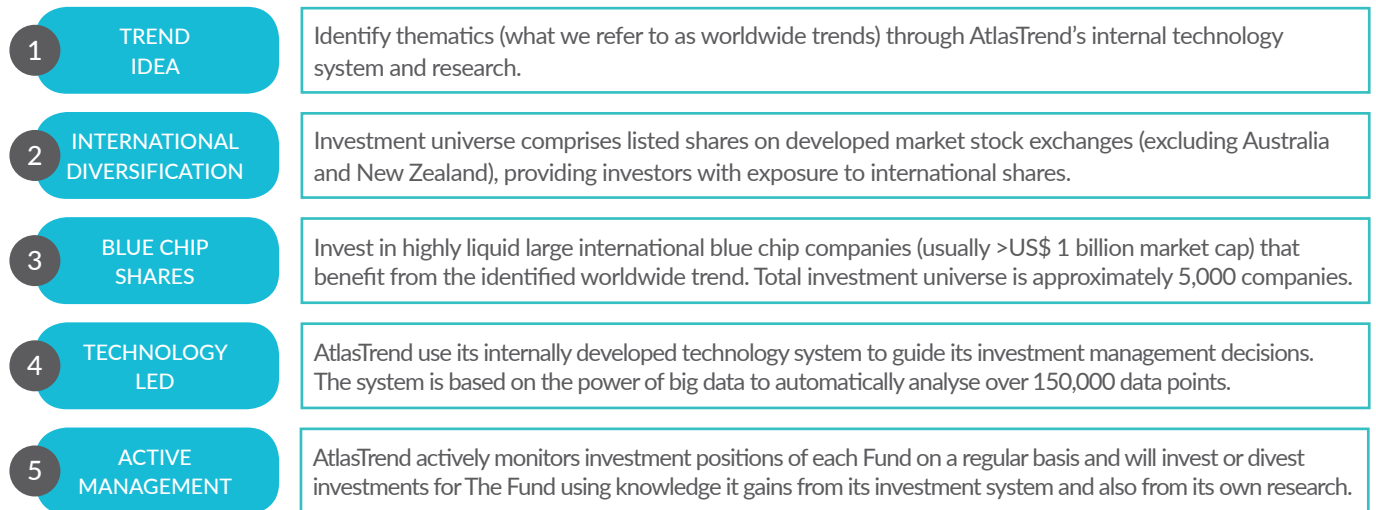 1
TREND
IDEA
Identify thematics (what we refer to as worldwide trends) through AtlasTrend's internal technology
system and research.
2
INTERNATIONAL
DIVERSIFICATION
Investment universe comprises listed shares on developed market stock exchanges (excluding Australia
and New Zealand), providing investors with exposure to international shares.
3
BLUE CHIP
SHARES
Invest in highly liquid large international blue chip companies (usually >US$ 1 billion market cap) that
benefit from the identified worldwide trend. Total investment universe is approximately 5,000 companies.
4
TECHNOLOGY
LED
AtlasTrend use its internally developed technology system to guide its investment management decisions.
The system is based on the power of big data to automatically analyse over 150,000 data points.
5
ACTIVE
MANAGEMENT
AtlasTrend actively monitors investment positions of each Fund on a regular basis and will invest or divest
investments for The Fund using knowledge it gains from its investment system and also from its own research.